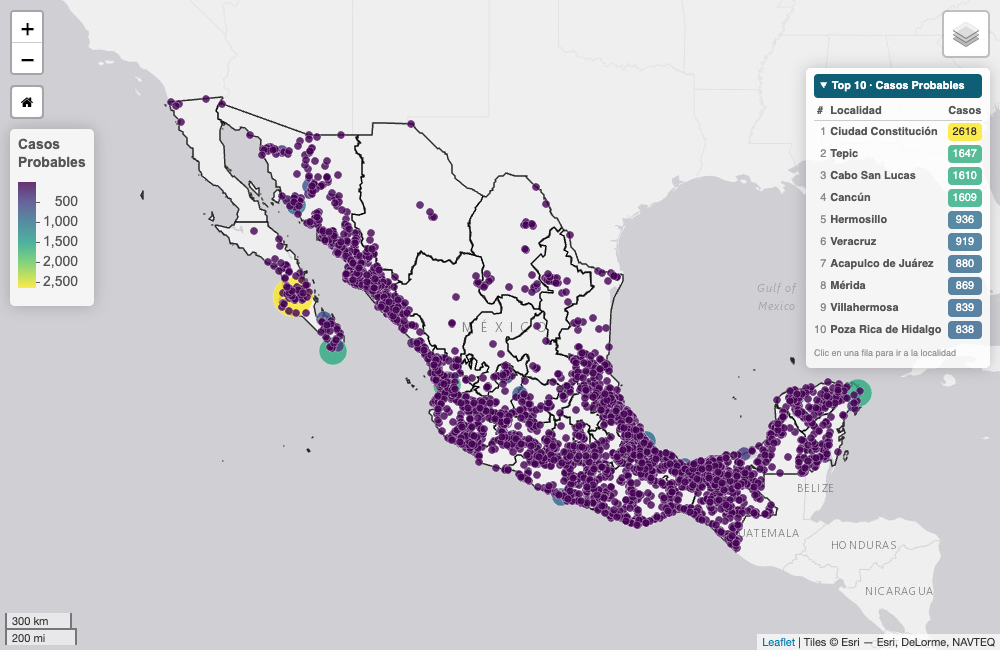 +
−
Casos
Probables
500
1,000
1,500
2,000
2,500
▼ Top 10 · Casos Probables
# Localidad Casos
1 Ciudad Constitución 2618
2 Tepic 1647
3 Cabo San Lucas 1610
4 Cancún 1609
5 Hermosillo 936
6 Veracruz 919
7 Acapulco de Juárez 880
8 Mérida 869
9 Villahermosa 839
10 Poza Rica de Hidalgo 838
Clic en una fila para ir a la localidad
Gulf of
Mexico
MÉXICO
BELIZE
UATEMALA
HONDURAS
NICARAGUA
300 km
200 mi
Leaflet | Tiles © Esri — Esri, DeLorme, NAVTEQ